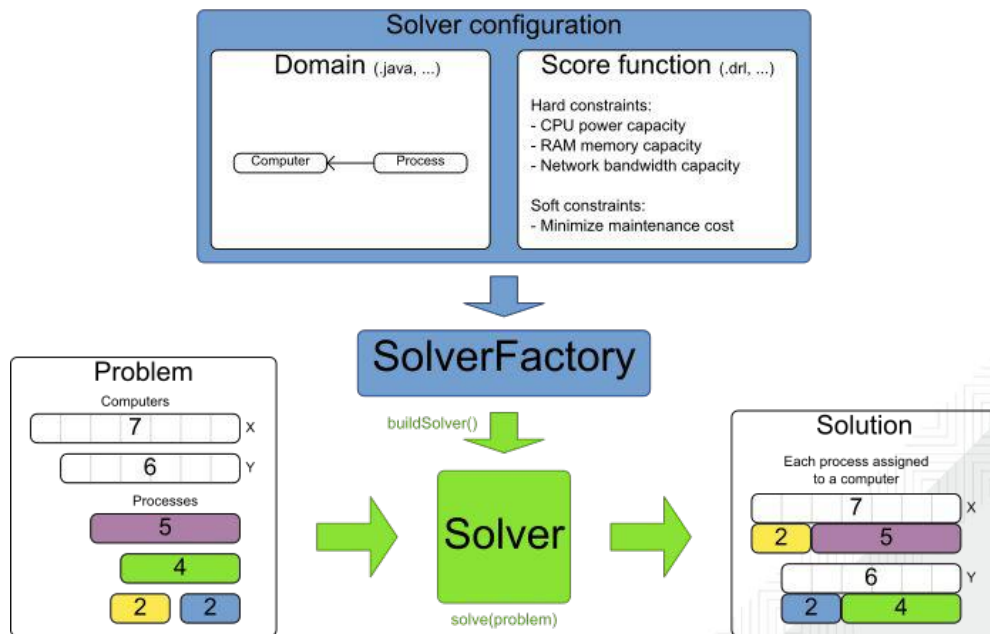 Solver configuration
Domain (.java, ...)
Computer
Process
Score function (.drl, ...)
Hard constraints:
- CPU power capacity
- RAM memory capacity
- Network bandwidth capacity
Soft constraints:
- Minimize maintenance cost
SolverFactory
buildSolver()
Problem
Computers
7 X
6 Y
Processes
5
4
2 2
Solver
solve(problem)
Solution
Each process assigned
to a computer
7 X
2 5
6 Y
2 4